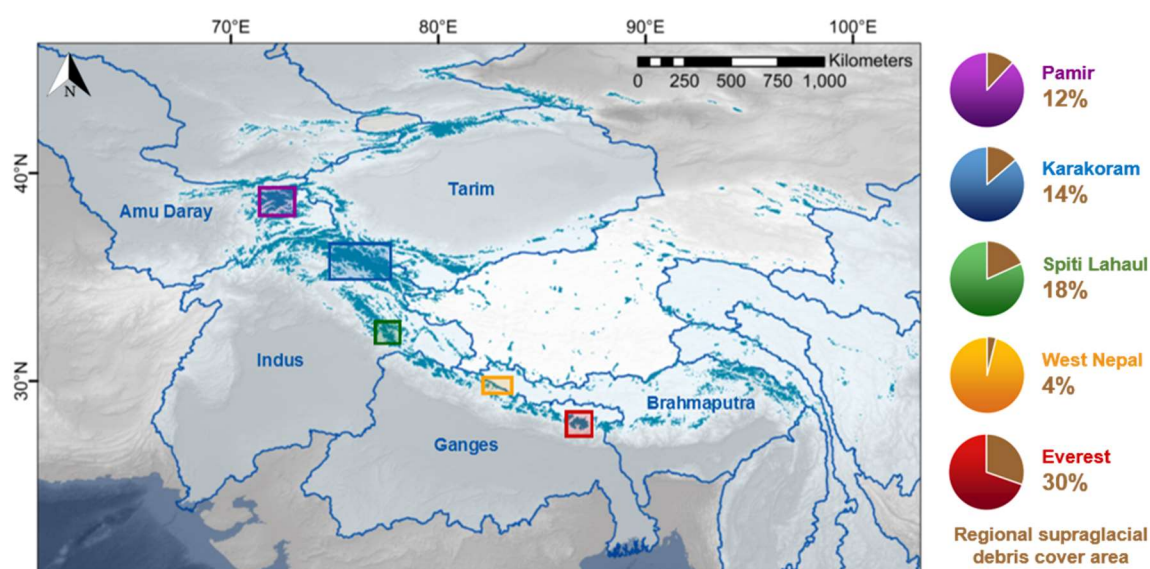 70°E
80°E
90°E
100°E
Kilometers
0 250 500 750 1,000
N
40°N
30°N
Tarim
Amu Daray
Indus
Ganges
Brahmaputra
Pamir
12%
Karakoram
14%
Spiti Lahaul
18%
West Nepal
4%
Everest
30%
Regional supraglacial
debris cover area